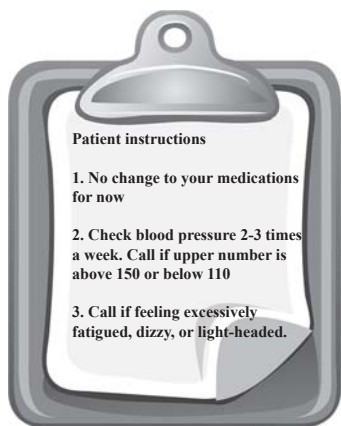 Patient instructions
1. No change to your medications
for now
2. Check blood pressure 2-3 times
a week. Call if upper number is
above 150 or below 110
3. Call if feeling excessively
fatigued, dizzy, or light-headed.